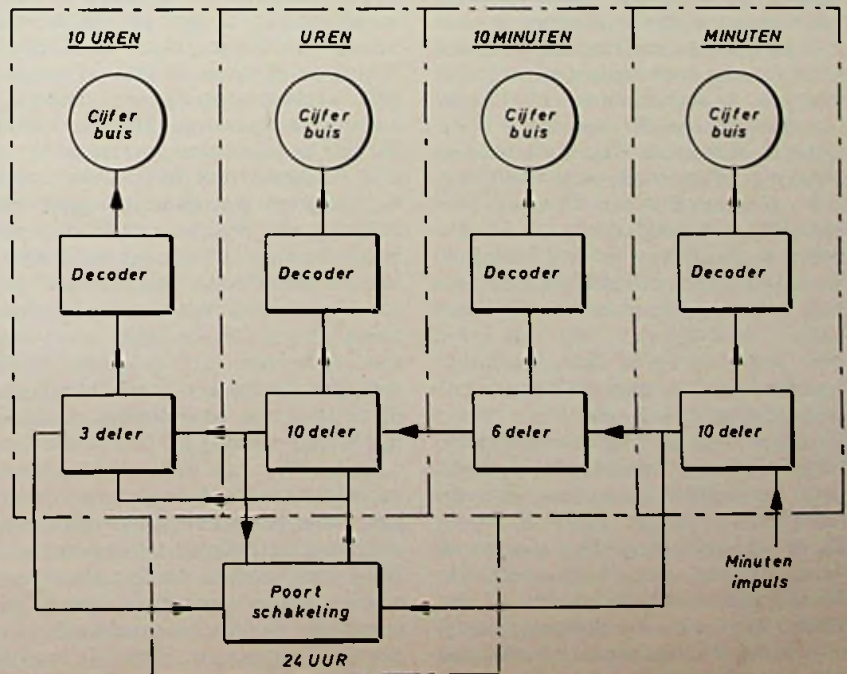 10 UREN
UREN
10 MINUTEN
MINUTEN
Cijfer
buis
Cijfer
buis
Cijfer
buis
Cijfer
buis
Decoder
Decoder
Decoder
Decoder
3 deler
10 deler
6 deler
10 deler
Minuten
impuls
Poort
schakeling
24 UUR